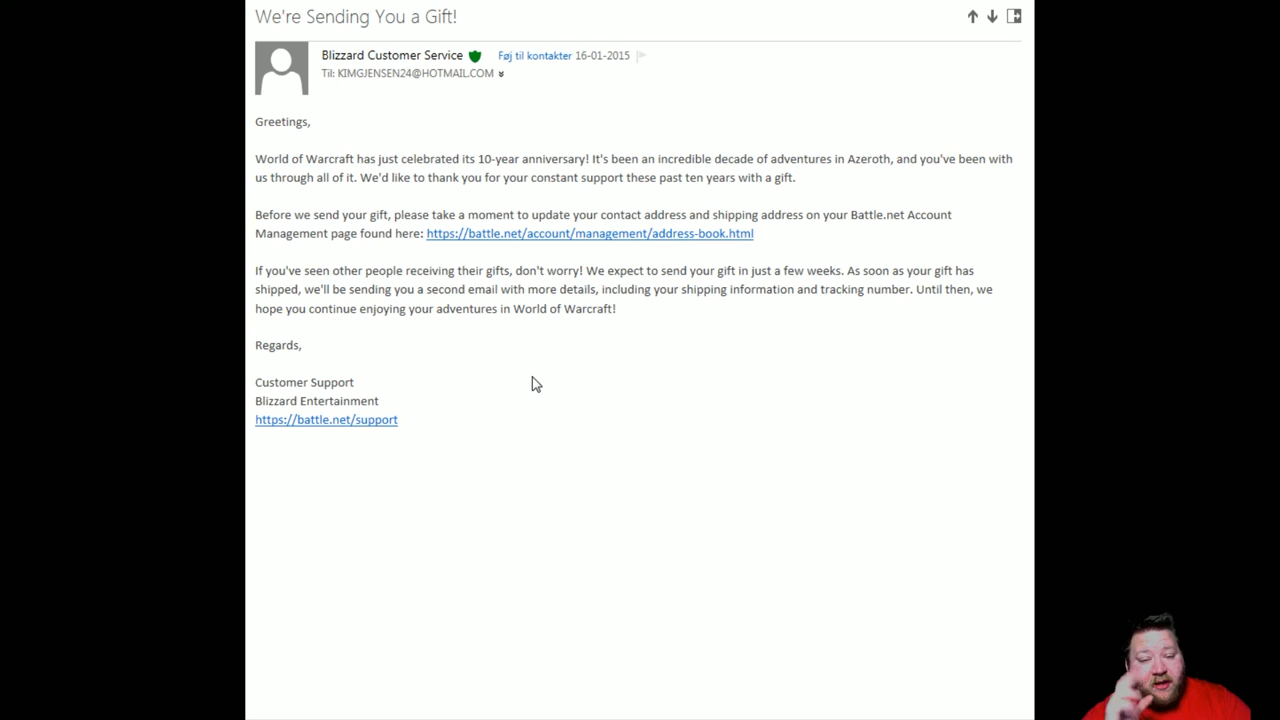 We're Sending You a Gift!
Blizzard Customer Service Føj til kontakter 16-01-2015
Til: KIMGJENSEN24@HOTMAIL.COM
Greetings,
World of Warcraft has just celebrated its 10-year anniversary! It's been an incredible decade of adventures in Azeroth, and you've been with
us through all of it. We'd like to thank you for your constant support these past ten years with a gift.
Before we send your gift, please take a moment to update your contact address and shipping address on your Battle.net Account
Management page found here: https://battle.net/account/management/address-book.html
If you've seen other people receiving their gifts, don't worry! We expect to send your gift in just a few weeks. As soon as your gift has
shipped, we'll be sending you a second email with more details, including your shipping information and tracking number. Until then, we
hope you continue enjoying your adventures in World of Warcraft!
Regards,
Customer Support
Blizzard Entertainment
https://battle.net/support